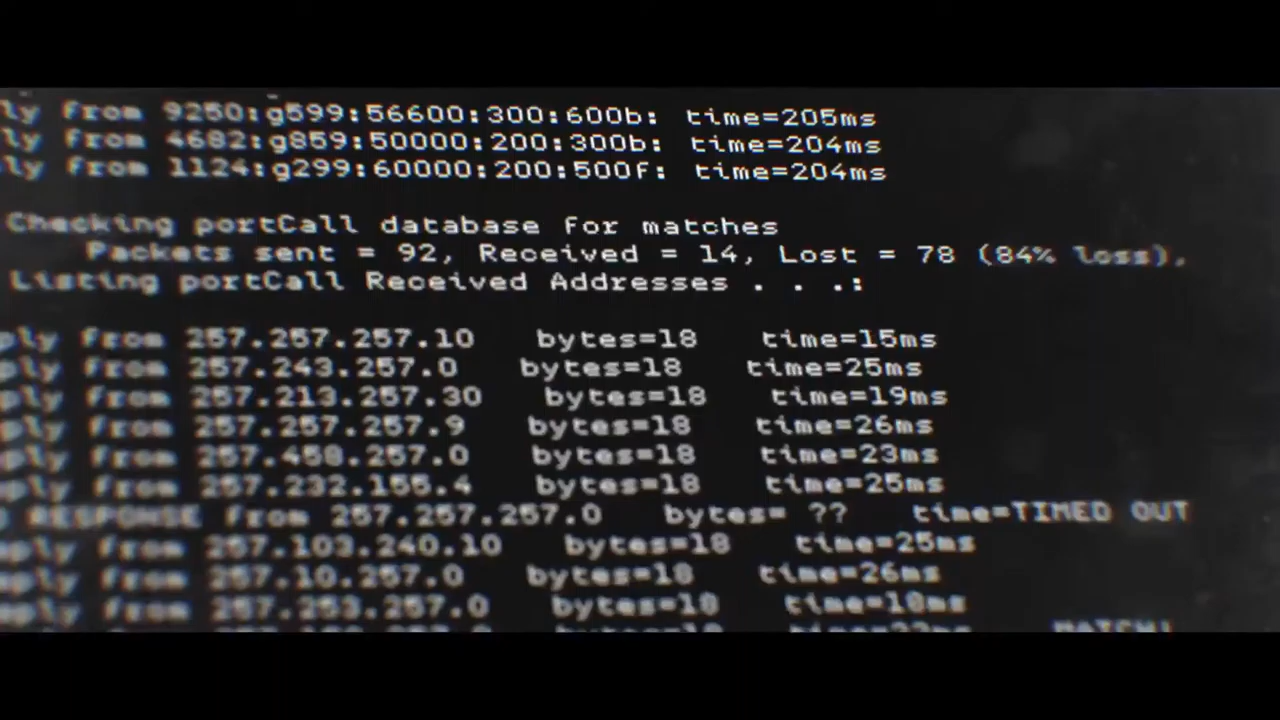 ly from 9250:g599:56600:300:600b: time=205ms
ly from 4682:g859:50000:200:300b: time=204ms
ly from 1124:g299:60000:200:500f: time=204ms
Checking portCall database for matches
Packets sent = 92, Received = 14, Lost = 78 (84% loss),
Listing portCall Received Addresses . . .:
ply from 257.257.257.10 bytes=18 time=15ms
ply from 257.243.257.0 bytes=18 time=25ms
ply from 257.213.257.30 bytes=18 time=19ms
ply from 257.257.257.9 bytes=18 time=26ms
ply from 257.458.257.0 bytes=18 time=23ms
ply from 257.232.155.4 bytes=18 time=25ms
RESPONSE from 257.257.257.0 bytes= ?? time=TIMED OUT
ply from 257.103.240.10 bytes=18 time=25ms
ply from 257.10.257.0 bytes=18 time=26ms
ply from 257.253.257.0 bytes=18 time=18ms
MATCH!